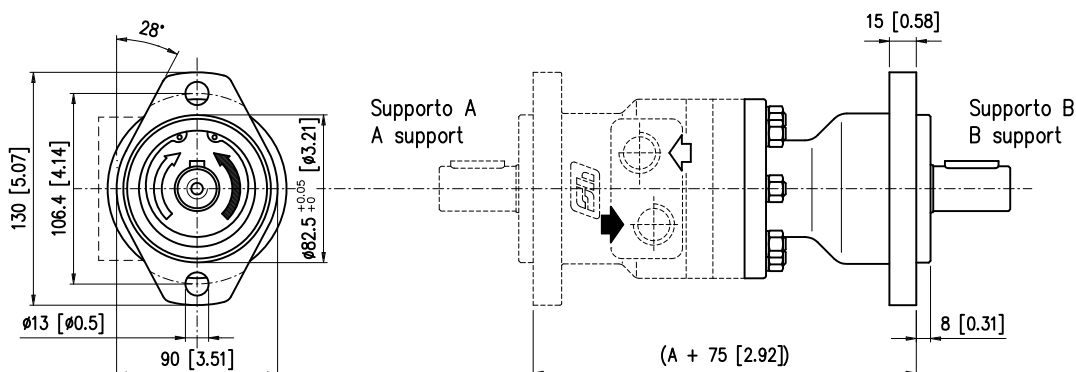 28°
15 [0.58]
Supporto A
A support
Supporto B
B support
130 [5.07]
106.4 [4.14]
ø82.5 +0.05 +0 [ø3.21]
ø13 [ø0.5]
90 [3.51]
(A + 75 [2.92])
8 [0.31]